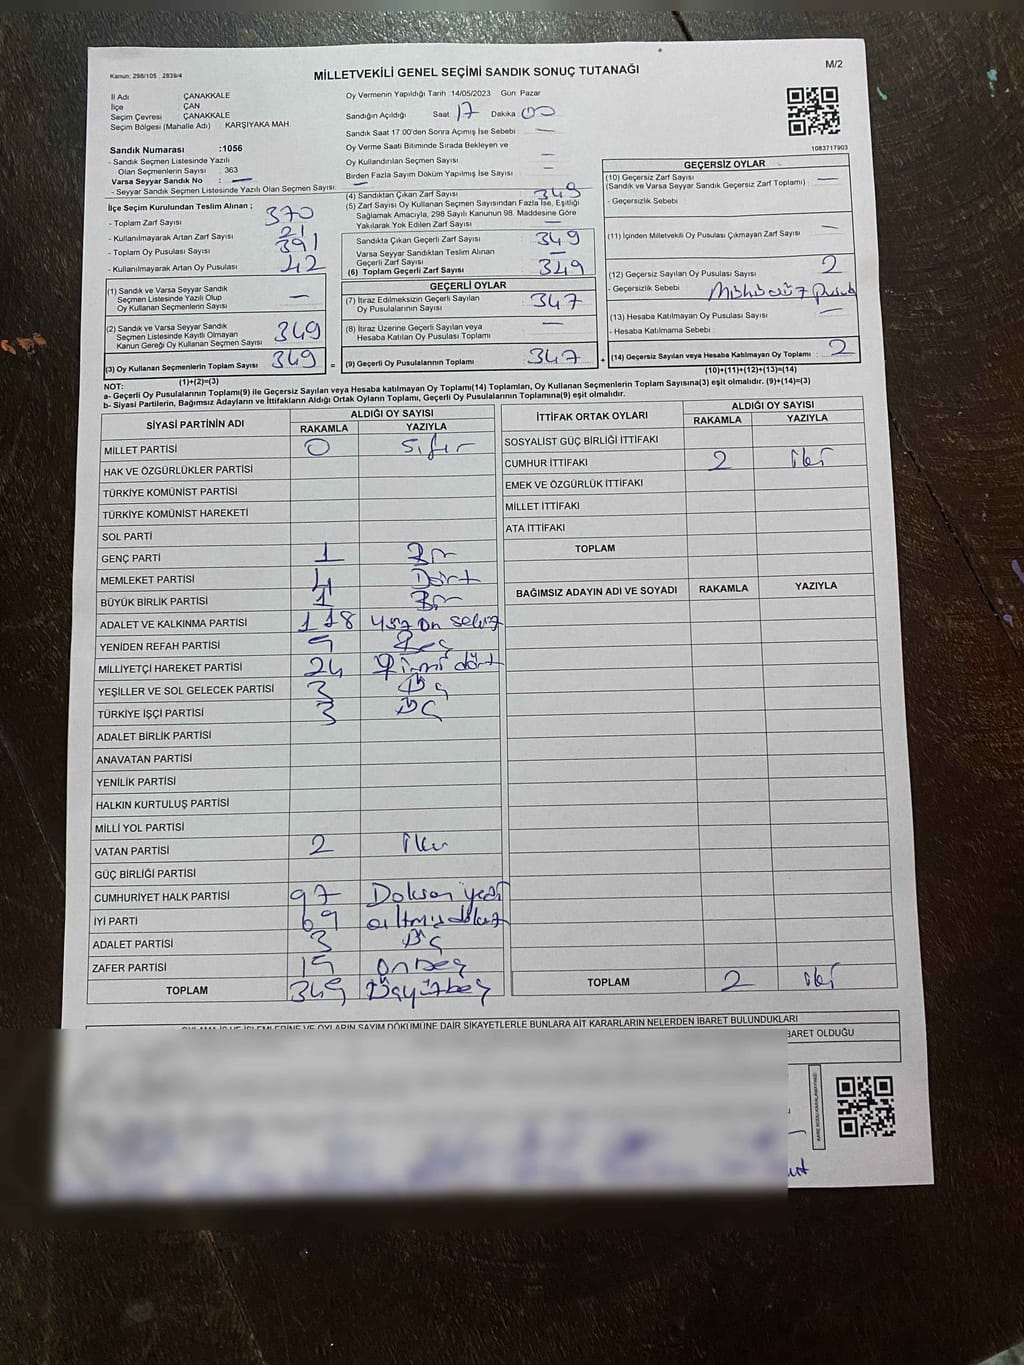 Kanun: 298/105 , 2839/4
MİLLETVEKİLİ GENEL SEÇİMİ SANDIK SONUÇ TUTANAĞI
M/2
İl Adı ÇANAKKALE
İlçe ÇAN
Seçim Çevresi ÇANAKKALE
Seçim Bölgesi (Mahalle Adı) KARŞIYAKA MAH.
Sandık Numarası :1056
- Sandık Seçmen Listesinde Yazılı
Olan Seçmenlerin Sayısı : 363
Varsa Seyyar Sandık No : —
- Seyyar Sandık Seçmen Listesinde Yazılı Olan Seçmen Sayısı: —
Oy Vermenin Yapıldığı Tarih :14/05/2023 Gün: Pazar
Sandığın Açıldığı Saat 17 Dakika 00
Sandık Saat 17.00'den Sonra Açımış İse Sebebi : —
Oy Verme Saati Bitiminde Sırada Bekleyen ve
Oy Kullandırılan Seçmen Sayısı : —
Birden Fazla Sayım Döküm Yapılmış İse Sayısı : —
1083717903
İlçe Seçim Kurulundan Teslim Alınan ;
- Toplam Zarf Sayısı 370
- Kullanılmayarak Artan Zarf Sayısı 21
- Toplam Oy Pusulası Sayısı 391
- Kullanılmayarak Artan Oy Pusulası 42
(1) Sandık ve Varsa Seyyar Sandık
Seçmen Listesinde Yazılı Olup
Oy Kullanan Seçmenlerin Sayısı —
(2) Sandık ve Varsa Seyyar Sandık
Seçmen Listesinde Kayıtlı Olmayan
Kanun Gereği Oy Kullanan Seçmen Sayısı 349
(3) Oy Kullanan Seçmenlerin Toplam Sayısı 349
(1)+(2)=(3)
(4) Sandıktan Çıkan Zarf Sayısı 349
(5) Zarf Sayısı Oy Kullanan Seçmen Sayısından Fazla İse, Eşitliği
Sağlamak Amacıyla, 298 Sayılı Kanunun 98. Maddesine Göre
Yakılarak Yok Edilen Zarf Sayısı : —
Sandıkta Çıkan Geçerli Zarf Sayısı 349
Varsa Seyyar Sandıktan Teslim Alınan
Geçerli Zarf Sayısı —
(6) Toplam Geçerli Zarf Sayısı 349
GEÇERLİ OYLAR
(7) İtiraz Edilmeksizin Geçerli Sayılan
Oy Pusulalarının Sayısı 347
(8) İtiraz Üzerine Geçerli Sayılan veya
Hesaba Katılan Oy Pusulaları Toplamı —
= (9) Geçerli Oy Pusulalarının Toplamı 347
GEÇERSİZ OYLAR
(10) Geçersiz Zarf Sayısı
(Sandık ve Varsa Seyyar Sandık Geçersiz Zarf Toplamı) : —
- Geçersizlik Sebebi
(11) İçinden Milletvekili Oy Pusulası Çıkmayan Zarf Sayısı : —
(12) Geçersiz Sayılan Oy Pusulası Sayısı : 2
- Geçersizlik Sebebi Mühürsüz Pusula
(13) Hesaba Katılmayan Oy Pusulası Sayısı : —
- Hesaba Katılmama Sebebi :
+ (14) Geçersiz Sayılan veya Hesaba Katılmayan Oy Toplamı : 2
(10)+(11)+(12)+(13)=(14)
NOT:
a- Geçerli Oy Pusulalarının Toplamı(9) ile Geçersiz Sayılan veya Hesaba katılmayan Oy Toplamı(14) Toplamları, Oy Kullanan Seçmenlerin Toplam Sayısına(3) eşit olmalıdır. (9)+(14)=(3)
b- Siyasi Partilerin, Bağımsız Adayların ve İttifakların Aldığı Oyların Toplamı, Geçerli Oy Pusulalarının Toplamına(9) eşit olmalıdır.
SİYASİ PARTİNİN ADI ALDIĞI OY SAYISI
RAKAMLA YAZIYLA
MİLLET PARTİSİ 0 Sıfır
HAK VE ÖZGÜRLÜKLER PARTİSİ
TÜRKİYE KOMÜNİST PARTİSİ
TÜRKİYE KOMÜNİST HAREKETİ
SOL PARTİ
GENÇ PARTİ 1 Bir
MEMLEKET PARTİSİ 4 Dört
BÜYÜK BİRLİK PARTİSİ 1 Bir
ADALET VE KALKINMA PARTİSİ 118 Yüz on sekiz
YENİDEN REFAH PARTİSİ 5 Beş
MİLLİYETÇİ HAREKET PARTİSİ 24 Yirmi dört
YEŞİLLER VE SOL GELECEK PARTİSİ 3 Üç
TÜRKİYE İŞÇİ PARTİSİ 3 Üç
ADALET BİRLİK PARTİSİ
ANAVATAN PARTİSİ
YENİLİK PARTİSİ
HALKIN KURTULUŞ PARTİSİ
MİLLİ YOL PARTİSİ
VATAN PARTİSİ 2 İki
GÜÇ BİRLİĞİ PARTİSİ
CUMHURİYET HALK PARTİSİ 97 Doksan yedi
İYİ PARTİ 69 altmış dokuz
ADALET PARTİSİ 3 Üç
ZAFER PARTİSİ 15 Onbeş
TOPLAM 345
İTTİFAK ORTAK OYLARI ALDIĞI OY SAYISI
RAKAMLA YAZIYLA
SOSYALİST GÜÇ BİRLİĞİ İTTİFAKI
CUMHUR İTTİFAKI 2 iki
EMEK VE ÖZGÜRLÜK İTTİFAKI
MİLLET İTTİFAKI
ATA İTTİFAKI
TOPLAM
BAĞIMSIZ ADAYIN ADI VE SOYADI RAKAMLA YAZIYLA
TOPLAM 2 iki
OYLAMA İŞ VE İŞLEMLERİNE VE OYLARIN SAYIM DÖKÜMÜNE DAİR ŞİKAYETLERLE BUNLARA AİT KARARLARIN NELERDEN İBARET BULUNDUKLARI
BARET OLDUĞU